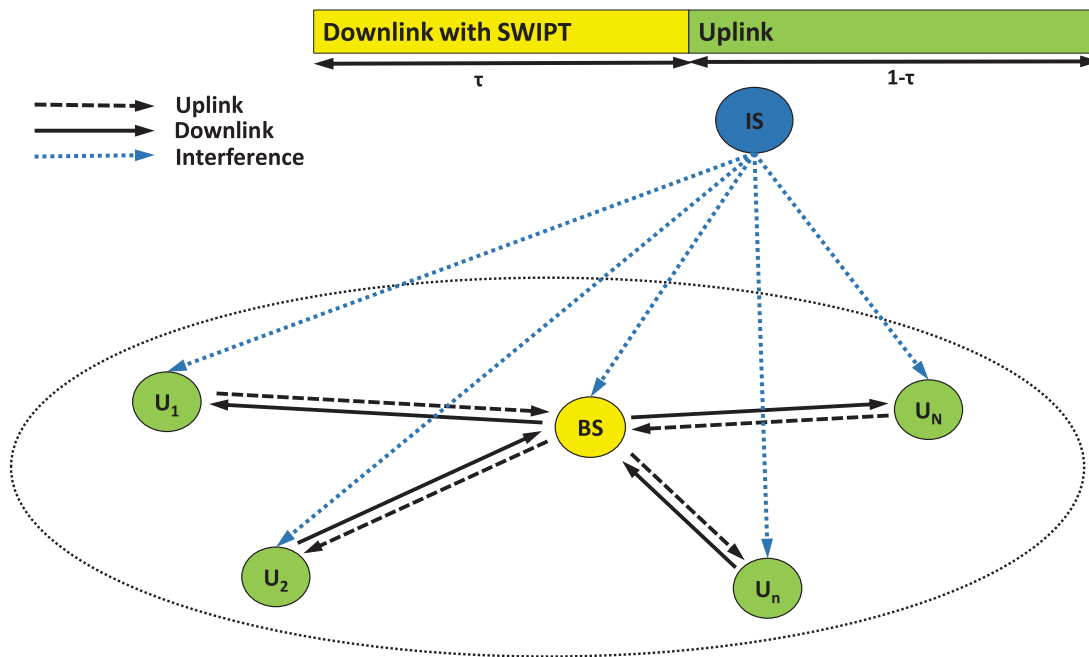 Downlink with SWIPT
Uplink
τ
1-τ
Uplink
Downlink
Interference
IS
U1
BS
UN
U2
Un